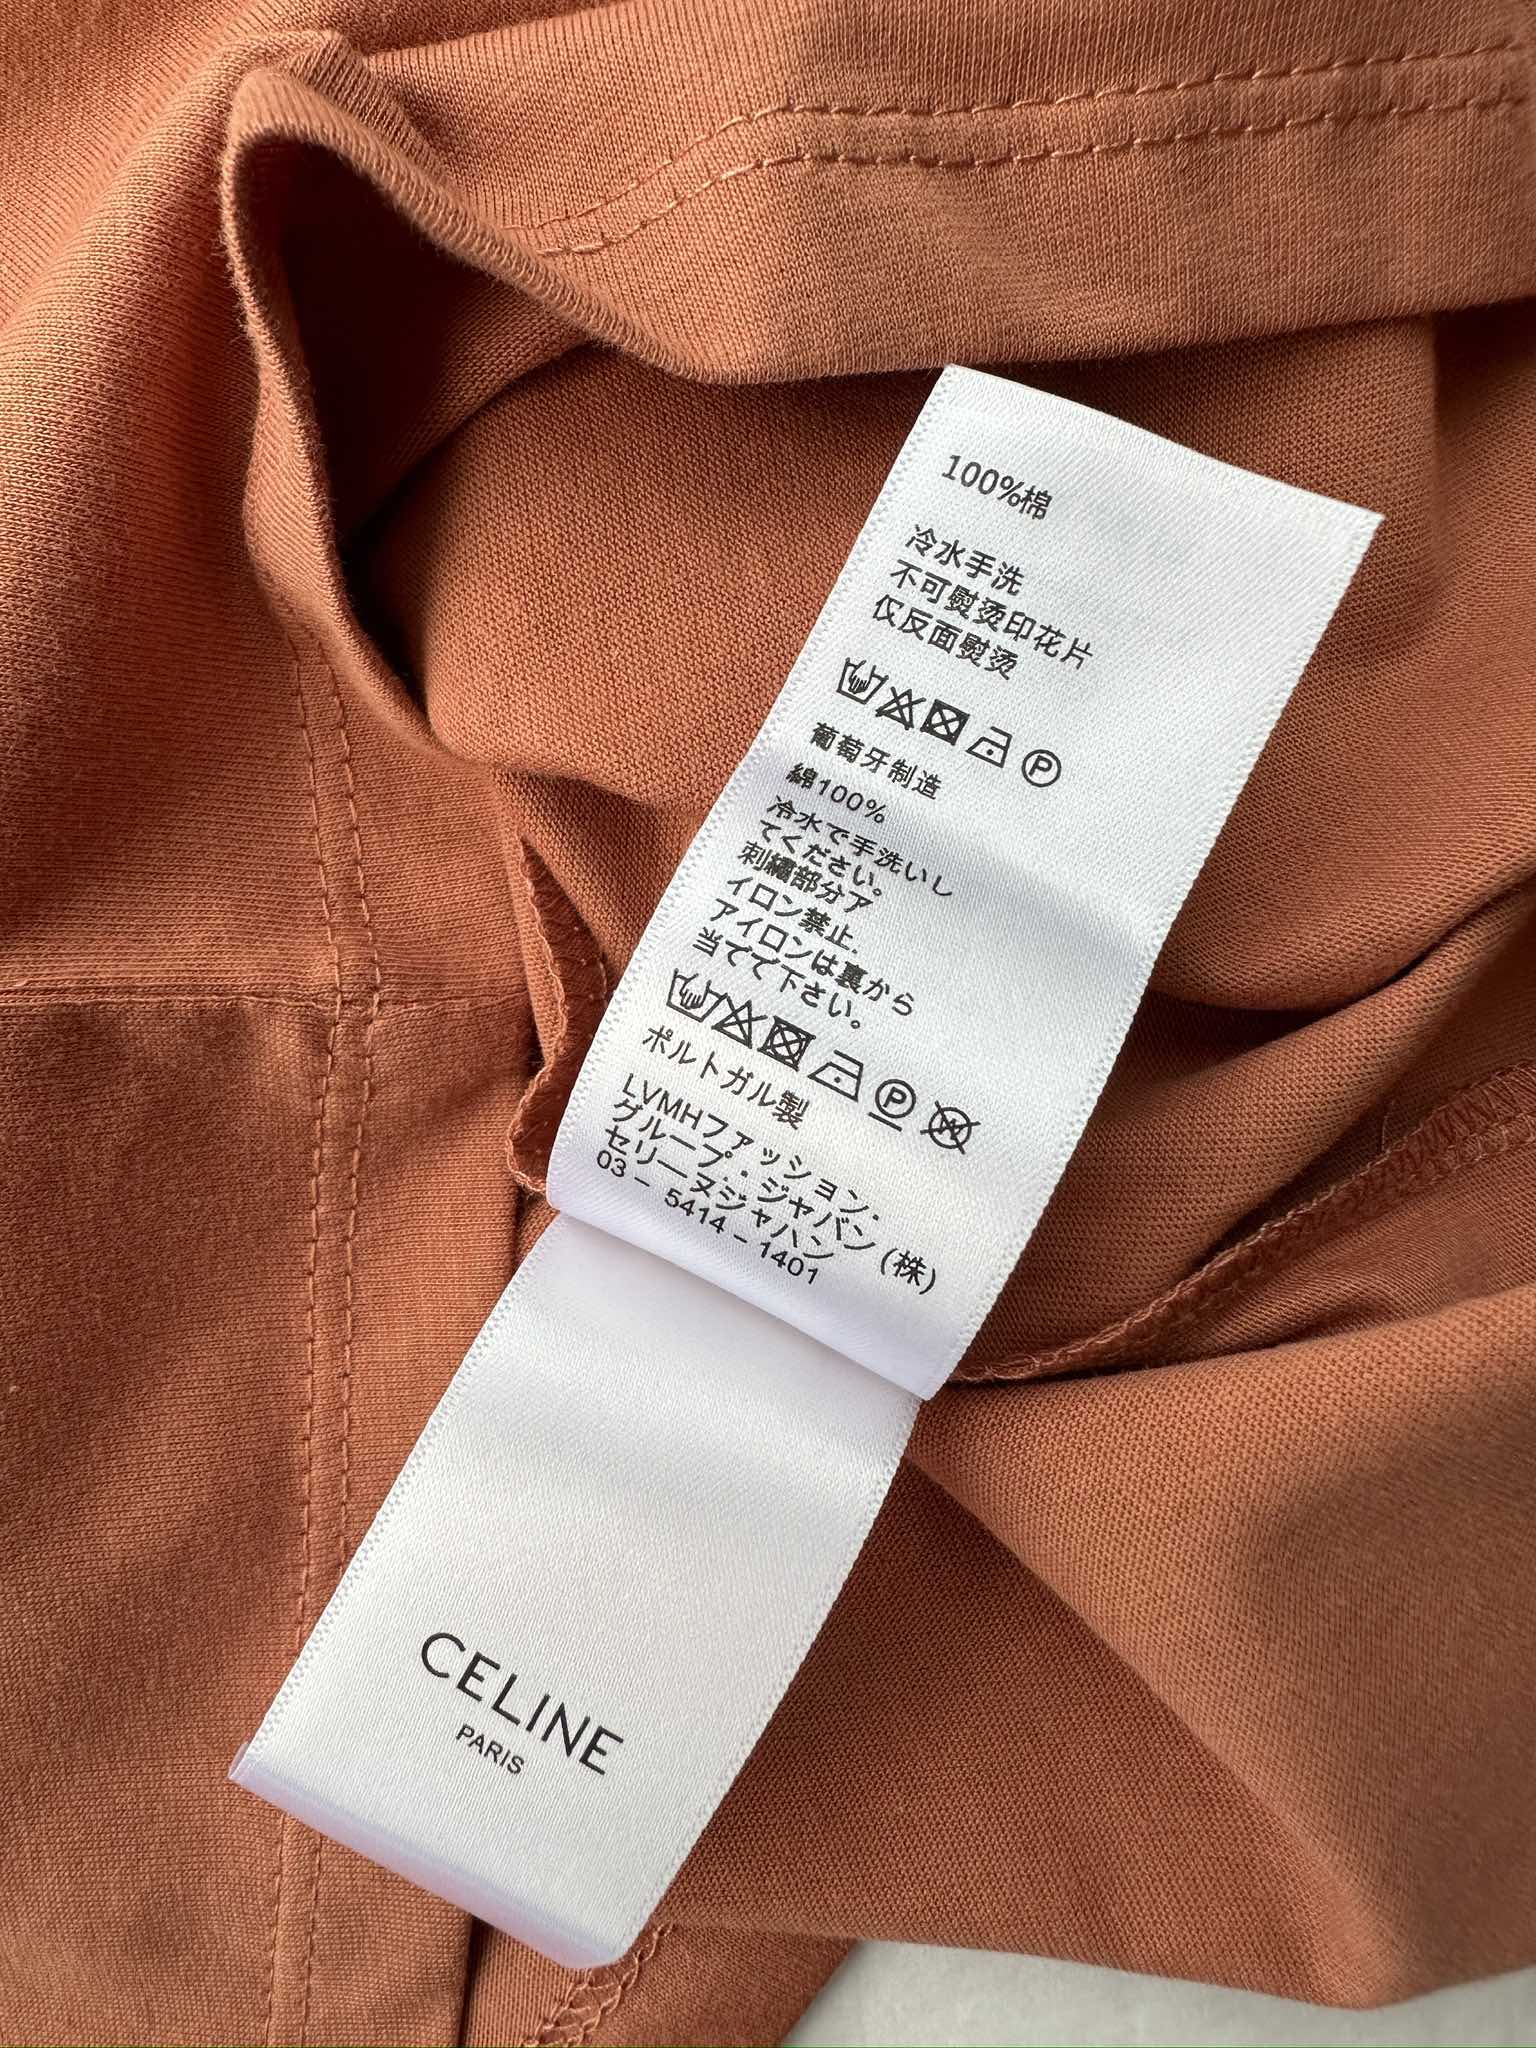 100%棉
冷水手洗
不可熨烫印花片
仅反面熨烫
P
葡萄牙制造
綿100%
冷水で手洗いし
てください。
刺繡部分ア
イロン禁止.
アイロンは裏から
当てて下さい。
P W
ポルトガル製
LVMHファッション·
グループ·ジャバン(株)
セリーヌジャハン
03-5414-1401
CELINE
PARIS